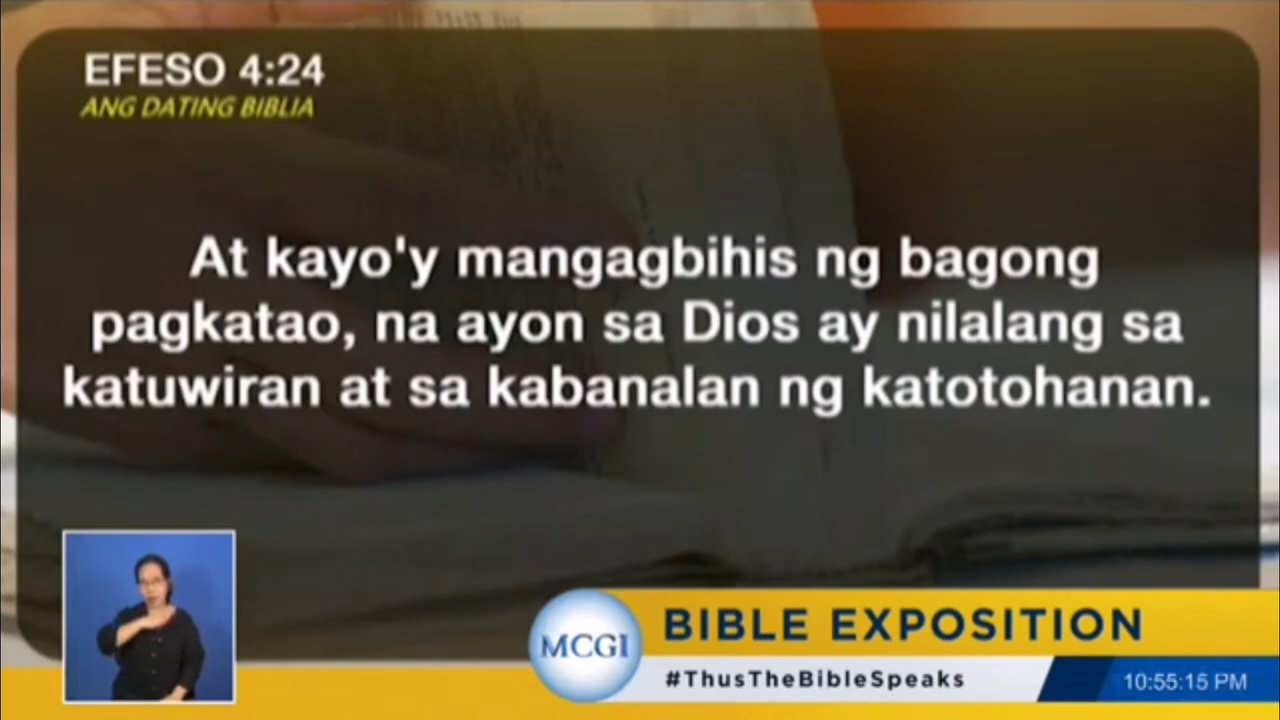 EFESO 4:24
ANG DATING BIBLIA
At kayo'y mangagbihis ng bagong
pagkatao, na ayon sa Dios ay nilalang sa
katuwiran at sa kabanalan ng katotohanan.
MCGI
BIBLE EXPOSITION
#ThusTheBibleSpeaks
10:55:15 PM